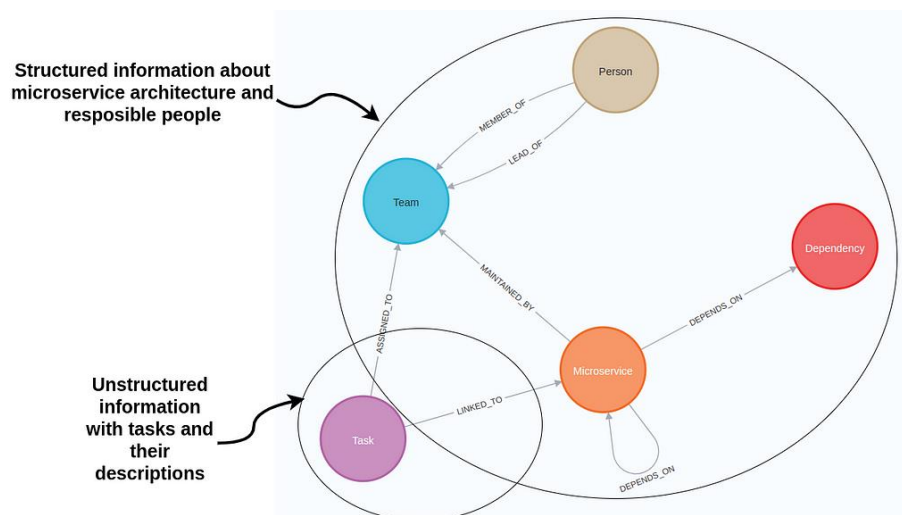 Structured information about
microservice architecture and
resposible people
Person
MEMBER_OF
LEAD_OF
Team
Dependency
MAINTAINED_BY
DEPENDS_ON
ASSIGNED_TO
Microservice
Unstructured
information
with tasks and
their
descriptions
LINKED_TO
Task
DEPENDS_ON